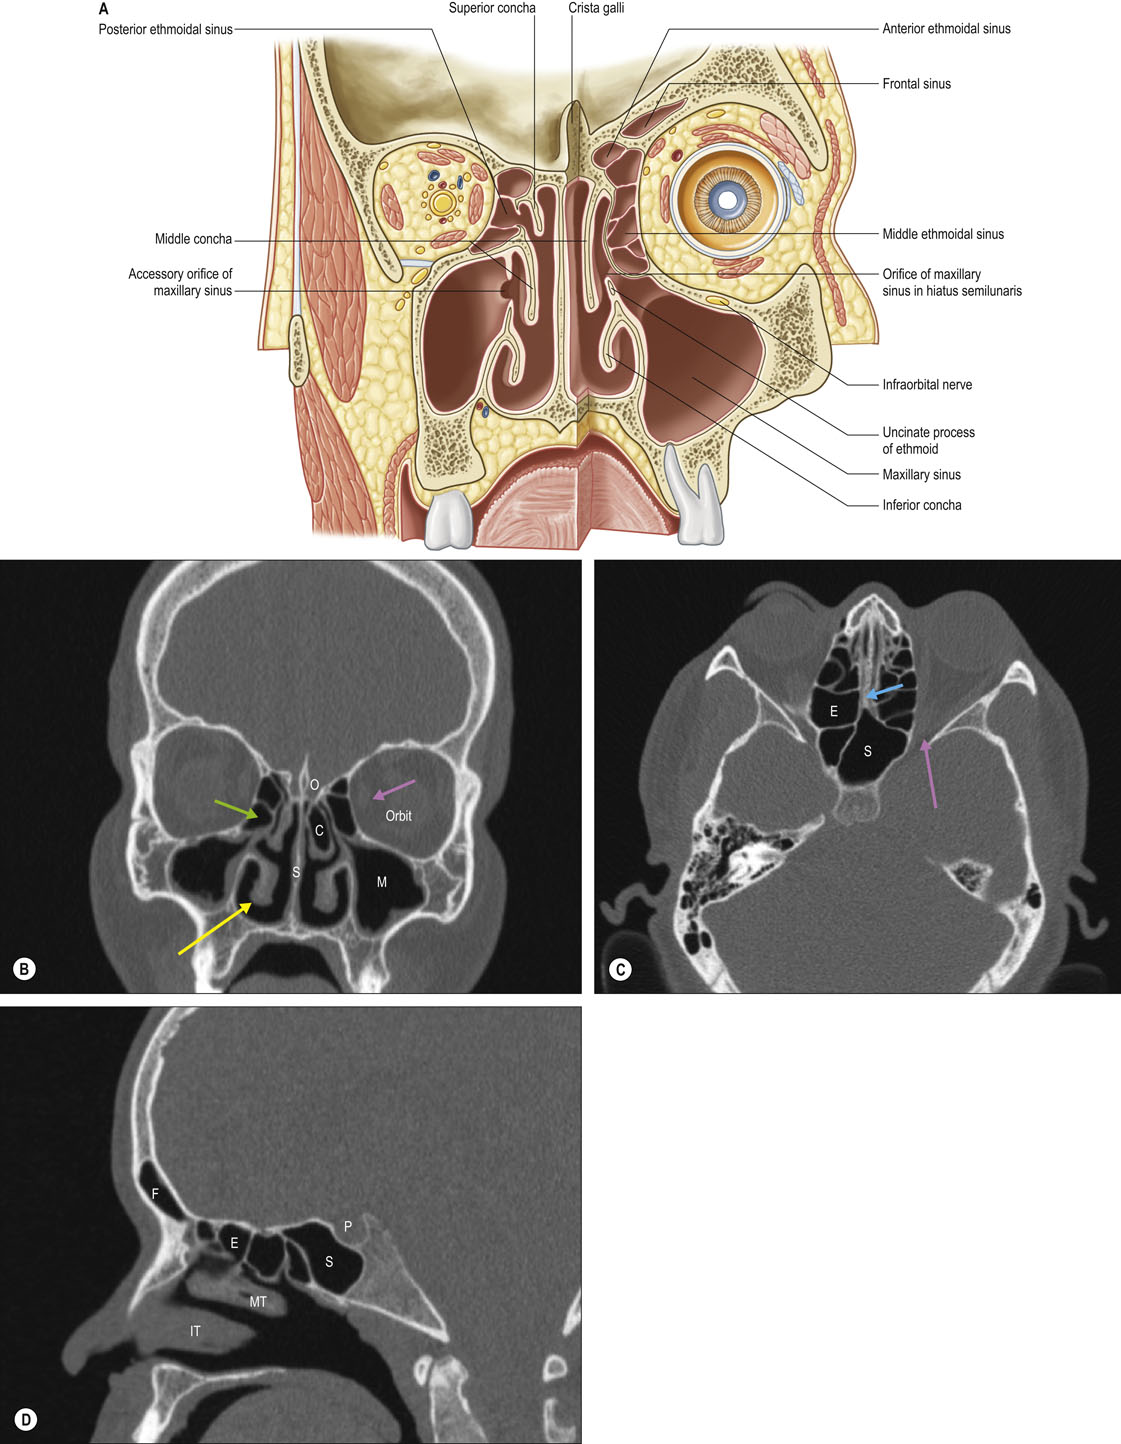 A
Superior concha
Crista galli
Posterior ethmoidal sinus
Anterior ethmoidal sinus
Frontal sinus
Middle concha
Middle ethmoidal sinus
Accessory orifice of
maxillary sinus
Orifice of maxillary
sinus in hiatus semilunaris
Infraorbital nerve
Uncinate process
of ethmoid
Maxillary sinus
Inferior concha
O
Orbit
C
S
M
B
E
S
C
F
P
E
S
MT
IT
D